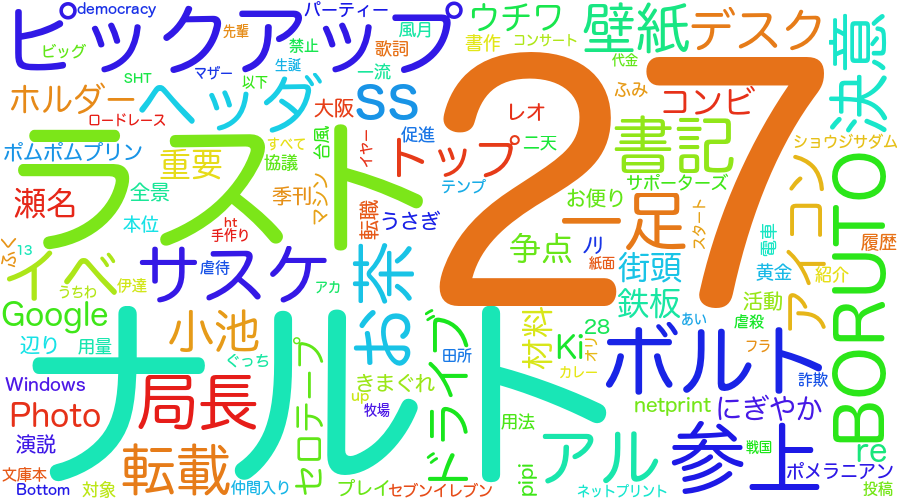 democracy
パーティー
ピックアップ
先輩
風月
ウチワ
壁紙
デスク
決意
ビッグ
禁止
歌詞
書作
コンサート
代金
SHT
マザー
生誕
以下
一流
27
ホルダー
ヘッダ
SS
ふみ
コンビ
ロードレース
大阪
レオ
ポムポムプリン
ラスト
すべて
台風
イヤー
促進
トップ
二天
書記
ショウジサダム
重要
協議
テンプ
サポーターズ
BORUTO
瀬名
全景
季刊
マシン
転職
うさぎ
お便り
一足
スタート
アイコン
本位
ht
手作り
争点
川
紙面
電車
履歴
ふく
13
イベ
サスケ
虐待
お奈
街頭
黄金
紹介
うちわ
伊達
アカ
鉄板
活動
Google
小池
材料
Ki
28
オリ
あい
虐殺
辺り
用量
ナルト
ぐっち
セロテープ
ドライブ
田所
カレー
ボルト
フラ
詐欺
Windows
局長
きまぐれ
up
牧場
netprint
にぎやか
Photo
用法
演説
転載
アル
参上
戦国
re
文庫本
ポメラニアン
Bottom
対象
仲間入り
プレイ
セブンイレブン
pipi
ネットプリント
投稿